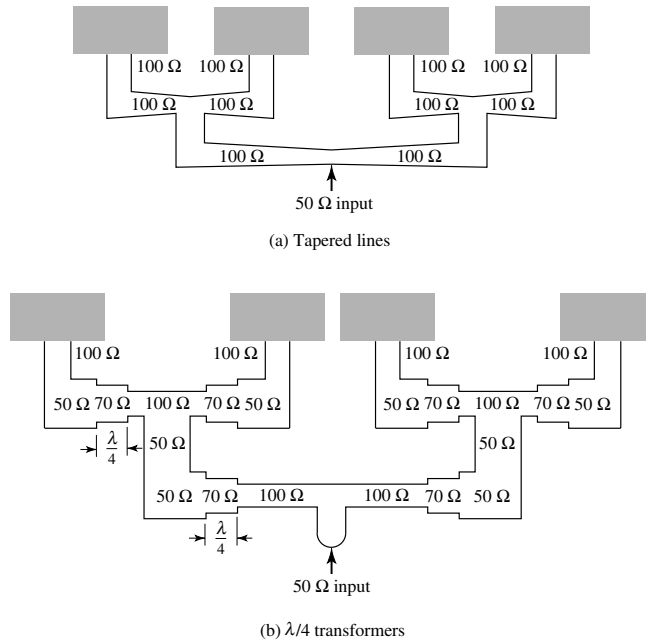 100 Ω 100 Ω 100 Ω 100 Ω
100 Ω 100 Ω 100 Ω 100 Ω
100 Ω 100 Ω
50 Ω input
(a) Tapered lines
100 Ω 100 Ω 100 Ω 100 Ω
50 Ω 70 Ω 100 Ω 70 Ω 50 Ω 50 Ω 70 Ω 100 Ω 70 Ω 50 Ω
λ/4 50 Ω 50 Ω
50 Ω 70 Ω 100 Ω 100 Ω 70 Ω 50 Ω
λ/4
50 Ω input
(b) λ/4 transformers